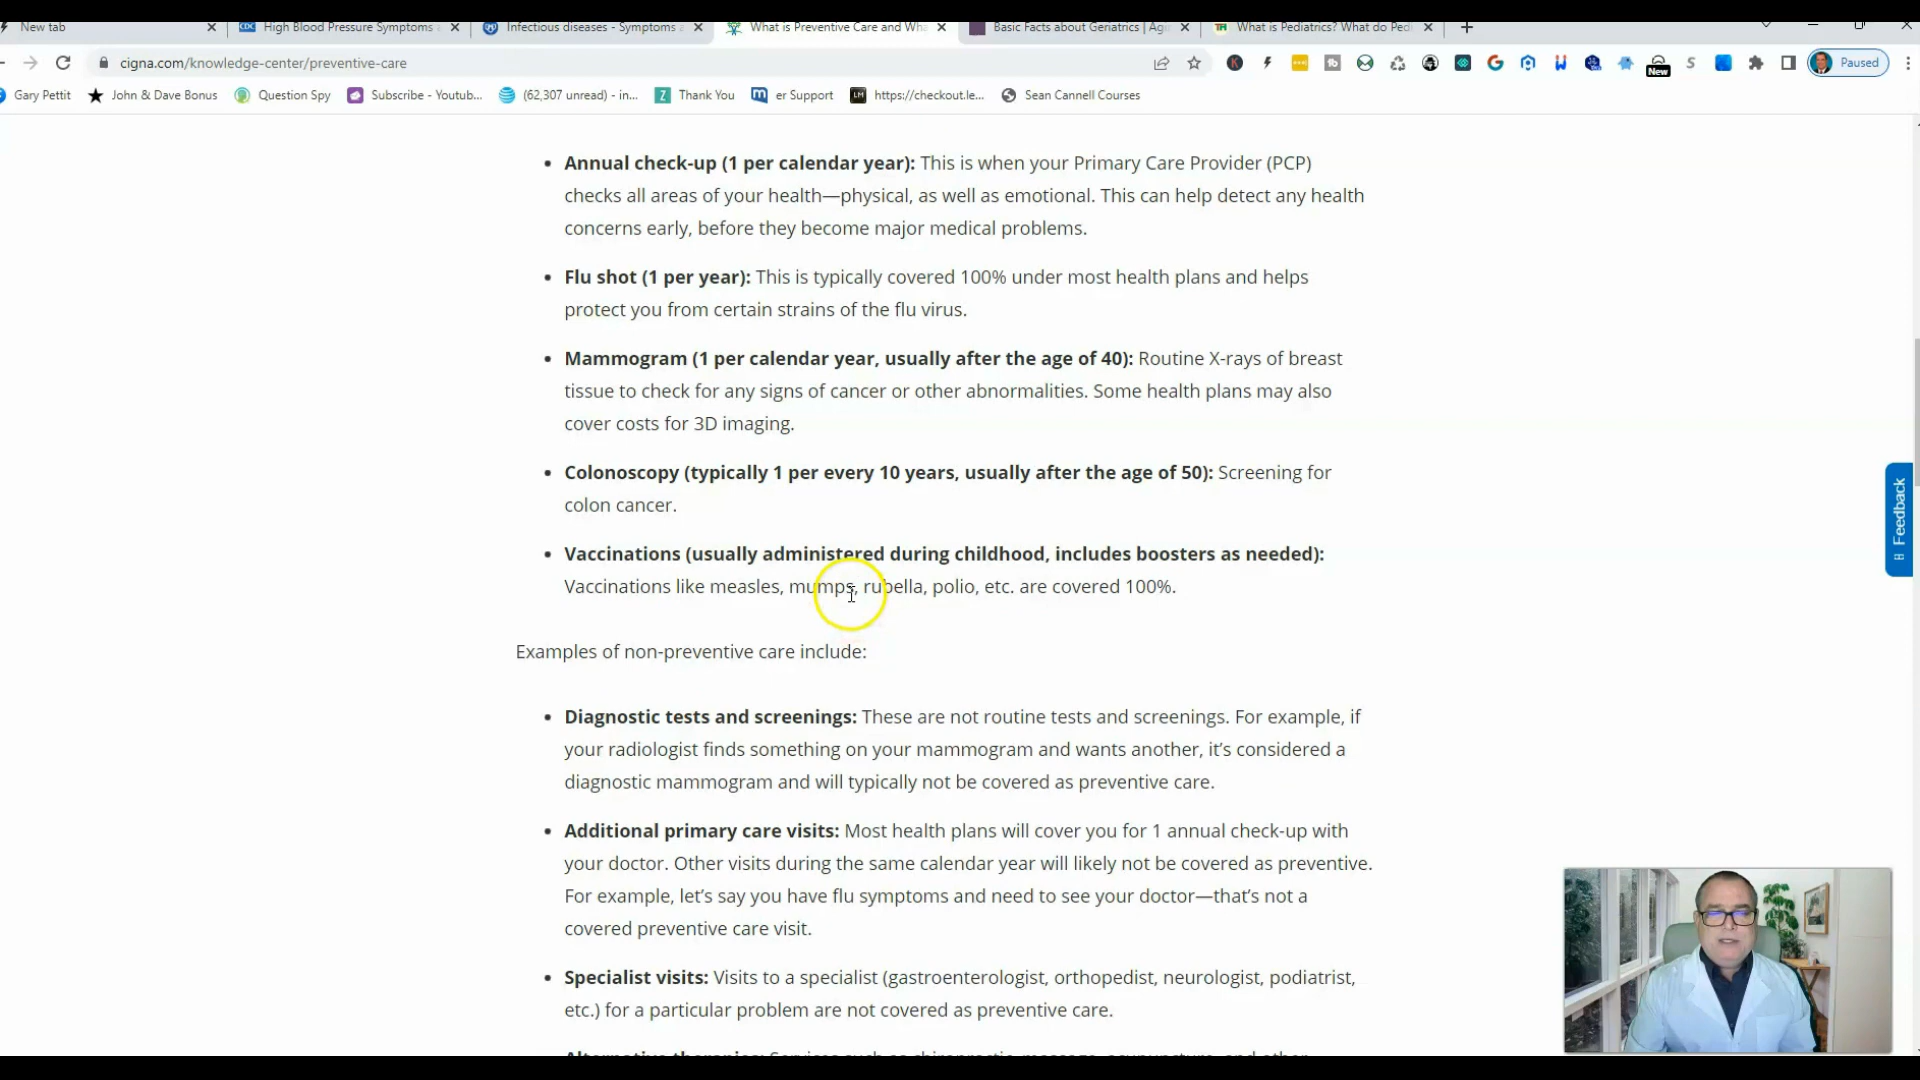 New tab
High Blood Pressure Symptoms
Infectious diseases - Symptoms
What is Preventive Care and Wha
Basic Facts about Geriatrics | Agi
What is Pediatrics? What do Pedi
cigna.com/knowledge-center/preventive-care
New
Paused
Gary Pettit
John & Dave Bonus
Question Spy
Subscribe - Youtub...
(62,307 unread) - in...
Thank You
er Support
https://checkout.le...
Sean Cannell Courses
• Annual check-up (1 per calendar year): This is when your Primary Care Provider (PCP)
checks all areas of your health—physical, as well as emotional. This can help detect any health
concerns early, before they become major medical problems.
• Flu shot (1 per year): This is typically covered 100% under most health plans and helps
protect you from certain strains of the flu virus.
• Mammogram (1 per calendar year, usually after the age of 40): Routine X-rays of breast
tissue to check for any signs of cancer or other abnormalities. Some health plans may also
cover costs for 3D imaging.
• Colonoscopy (typically 1 per every 10 years, usually after the age of 50): Screening for
colon cancer.
• Vaccinations (usually administered during childhood, includes boosters as needed):
Vaccinations like measles, mumps, rubella, polio, etc. are covered 100%.
Feedback
Examples of non-preventive care include:
• Diagnostic tests and screenings: These are not routine tests and screenings. For example, if
your radiologist finds something on your mammogram and wants another, it’s considered a
diagnostic mammogram and will typically not be covered as preventive care.
• Additional primary care visits: Most health plans will cover you for 1 annual check-up with
your doctor. Other visits during the same calendar year will likely not be covered as preventive.
For example, let’s say you have flu symptoms and need to see your doctor—that’s not a
covered preventive care visit.
• Specialist visits: Visits to a specialist (gastroenterologist, orthopedist, neurologist, podiatrist,
etc.) for a particular problem are not covered as preventive care.